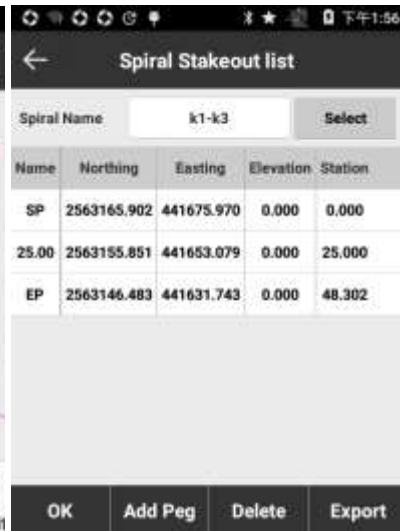 下午1:56
Spiral Stakeout list
Spiral Name k1-k3 Select
Name Northing Easting Elevation Station
SP 2563165.902 441675.970 0.000 0.000
25.00 2563155.851 441653.079 0.000 25.000
EP 2563146.483 441631.743 0.000 48.302
OK Add Peg Delete Export